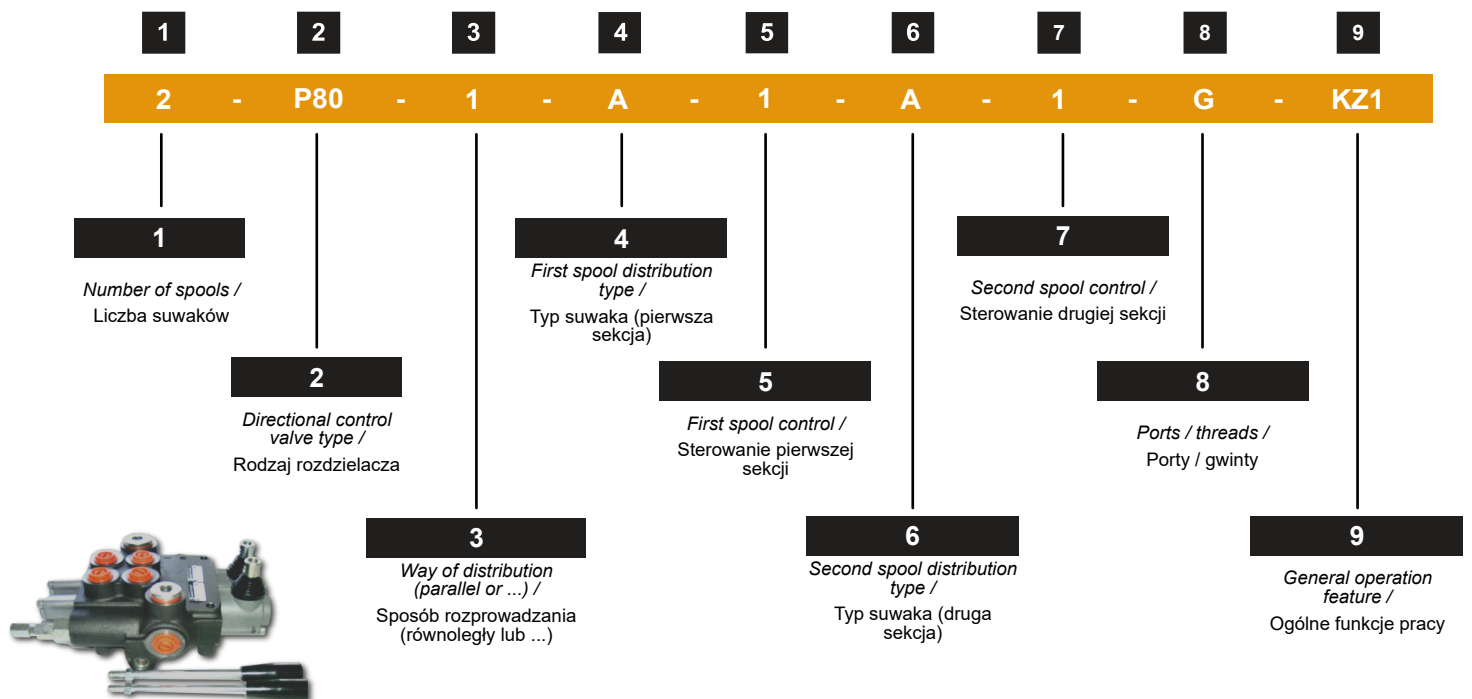 1 2 3 4 5 6 7 8 9
2 - P80 - 1 - A - 1 - A - 1 - G - KZ1
1
Number of spools /
Liczba suwaków
4
First spool distribution
type /
Typ suwaka (pierwsza
sekcja)
7
Second spool control /
Sterowanie drugiej sekcji
2
Directional control
valve type /
Rodzaj rozdzielacza
5
First spool control /
Sterowanie pierwszej
sekcji
8
Ports / threads /
Porty / gwinty
3
Way of distribution
(parallel or ...) /
Sposób rozprowadzania
(równoległy lub ...)
6
Second spool distribution
type /
Typ suwaka (druga
sekcja)
9
General operation
feature /
Ogólne funkcje pracy